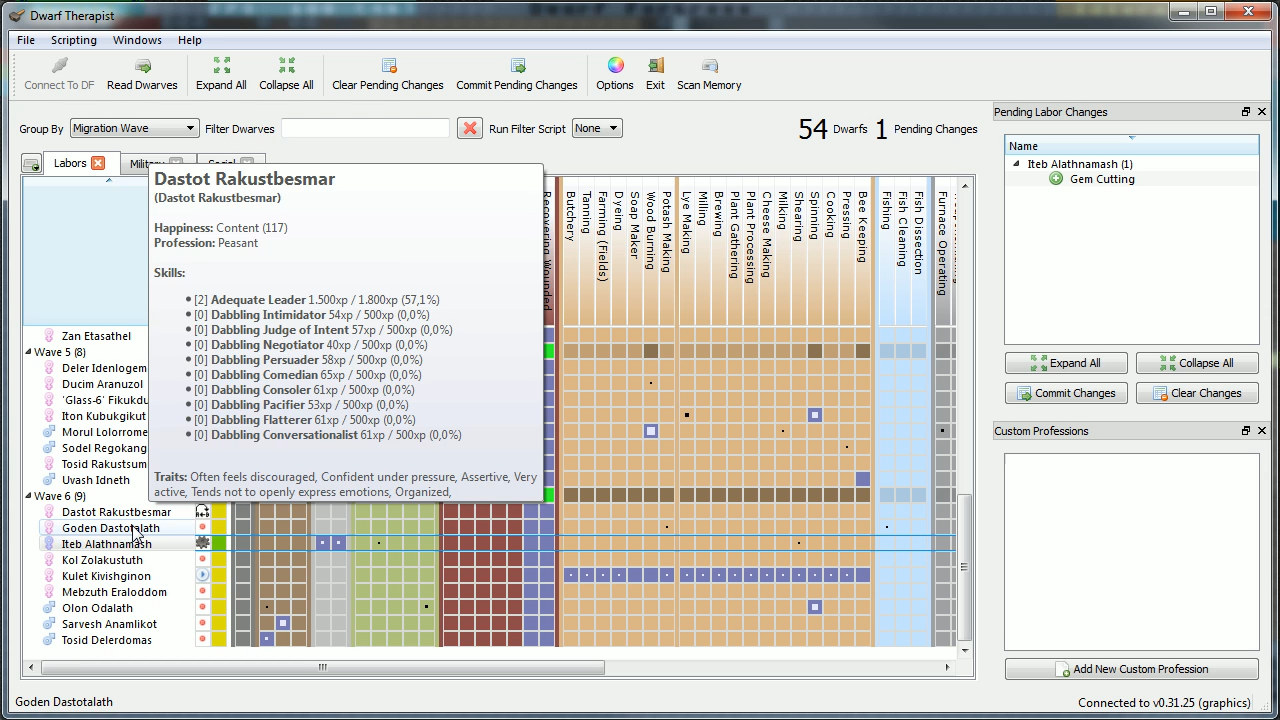 Dwarf Therapist
File Scripting Windows Help
Connect To DF Read Dwarves Expand All Collapse All Clear Pending Changes Commit Pending Changes Options Exit Scan Memory
Group By Migration Wave Filter Dwarves Run Filter Script None 54 Dwarfs 1 Pending Changes
Labors
Dastot Rakustbesmar
(Dastot Rakustbesmar)
Happiness: Content (117)
Profession: Peasant
Skills:
[2] Adequate Leader 1.500xp / 1.800xp (57,1%)
[0] Dabbling Intimidator 54xp / 500xp (0,0%)
[0] Dabbling Judge of Intent 57xp / 500xp (0,0%)
[0] Dabbling Negotiator 40xp / 500xp (0,0%)
[0] Dabbling Persuader 58xp / 500xp (0,0%)
[0] Dabbling Comedian 65xp / 500xp (0,0%)
[0] Dabbling Consoler 61xp / 500xp (0,0%)
[0] Dabbling Pacifier 53xp / 500xp (0,0%)
[0] Dabbling Flatterer 61xp / 500xp (0,0%)
[0] Dabbling Conversationalist 61xp / 500xp (0,0%)
Traits: Often feels discouraged, Confident under pressure, Assertive, Very
active, Tends not to openly express emotions, Organized,
Butchery
Tanning
Farming (Fields)
Dyeing
Soap Maker
Wood Burning
Potash Making
Lye Making
Milling
Brewing
Plant Gathering
Plant Processing
Cheese Making
Milking
Shearing
Spinning
Cooking
Pressing
Bee Keeping
Fishing
Fish Cleaning
Fish Dissection
Furnace Operating
Zan Etasathel
Wave 5 (8)
Deler Idenlogem
Ducim Aranuzol
'Glass-6' Fikukdu
Iton Kubukgikut
Morul Lolorrome
Sodel Regokang
Tosid Rakustsum
Uvash Idneth
Wave 6 (9)
Dastot Rakustbesmar
Goden Dastotalath
Iteb Alathnamash
Kol Zolakustuth
Kulet Kivishginon
Mebzuth Eraloddom
Olon Odalath
Sarvesh Anamlikot
Tosid Delerdomas
Pending Labor Changes
Name
Iteb Alathnamash (1)
Gem Cutting
Expand All Collapse All
Commit Changes Clear Changes
Custom Professions
Add New Custom Profession
Goden Dastotalath
Connected to v0.31.25 (graphics)